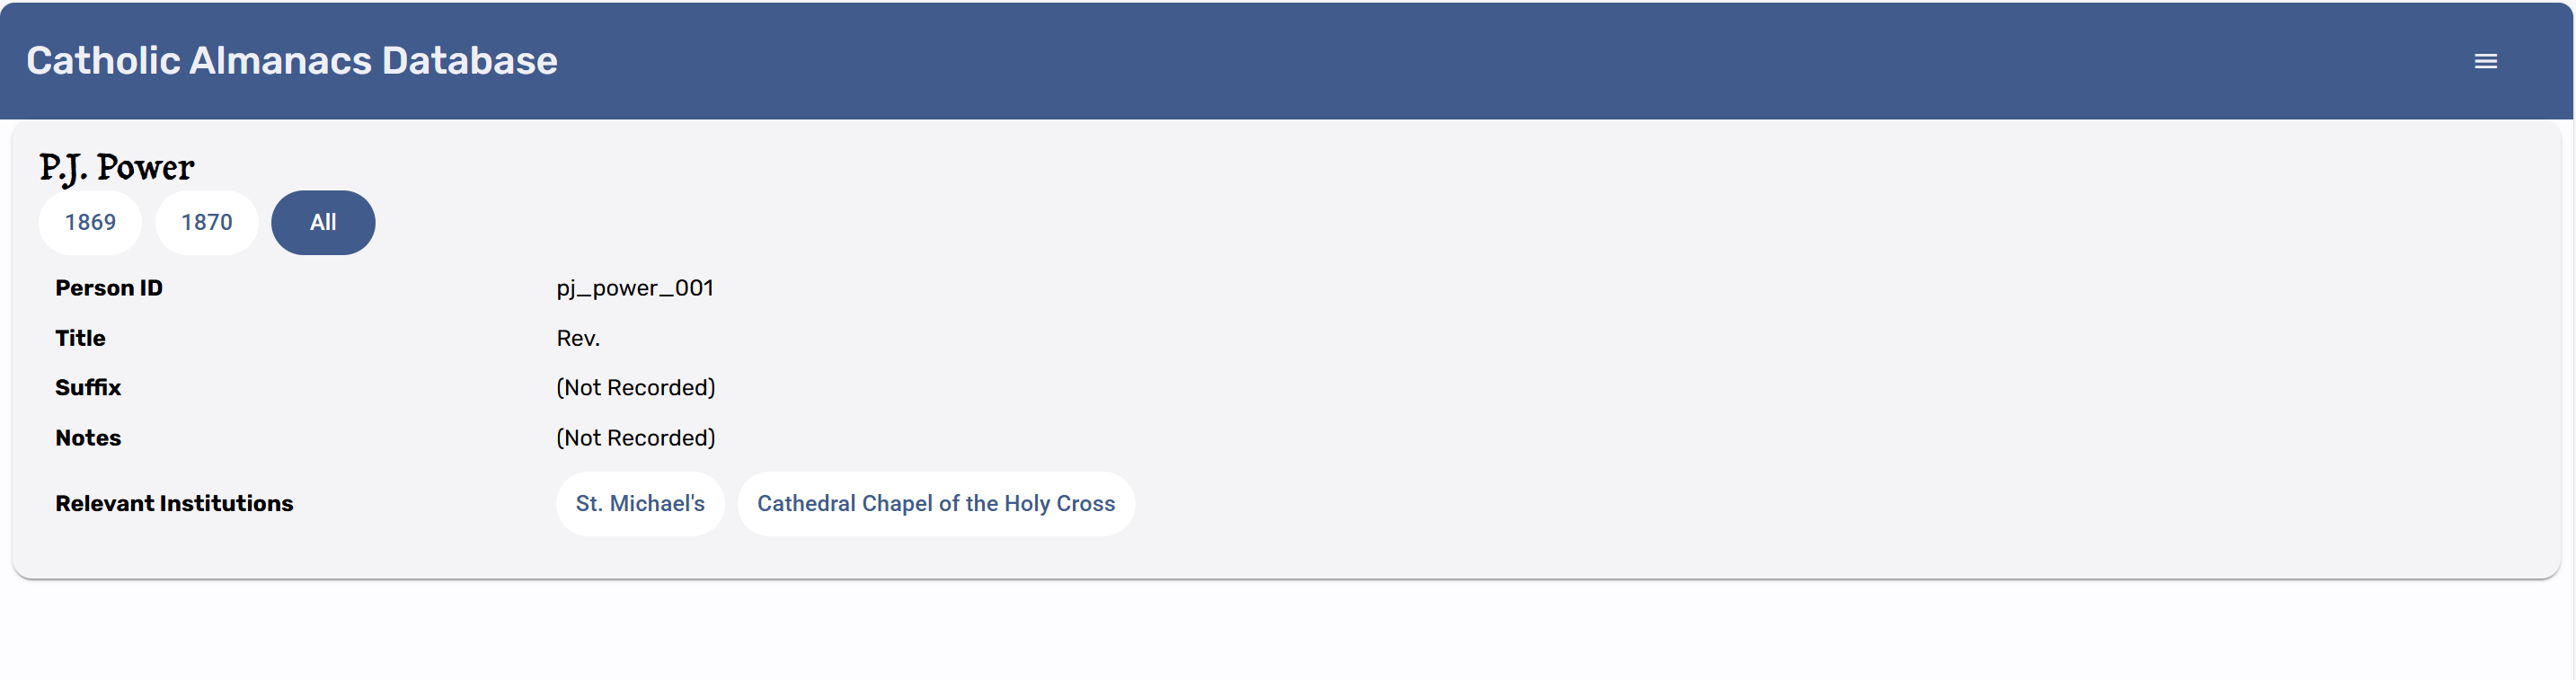 Catholic Almanacs Database
P.J. Power
1869 1870 All
Person ID pj_power_001
Title Rev.
Suffix (Not Recorded)
Notes (Not Recorded)
Relevant Institutions St. Michael's Cathedral Chapel of the Holy Cross